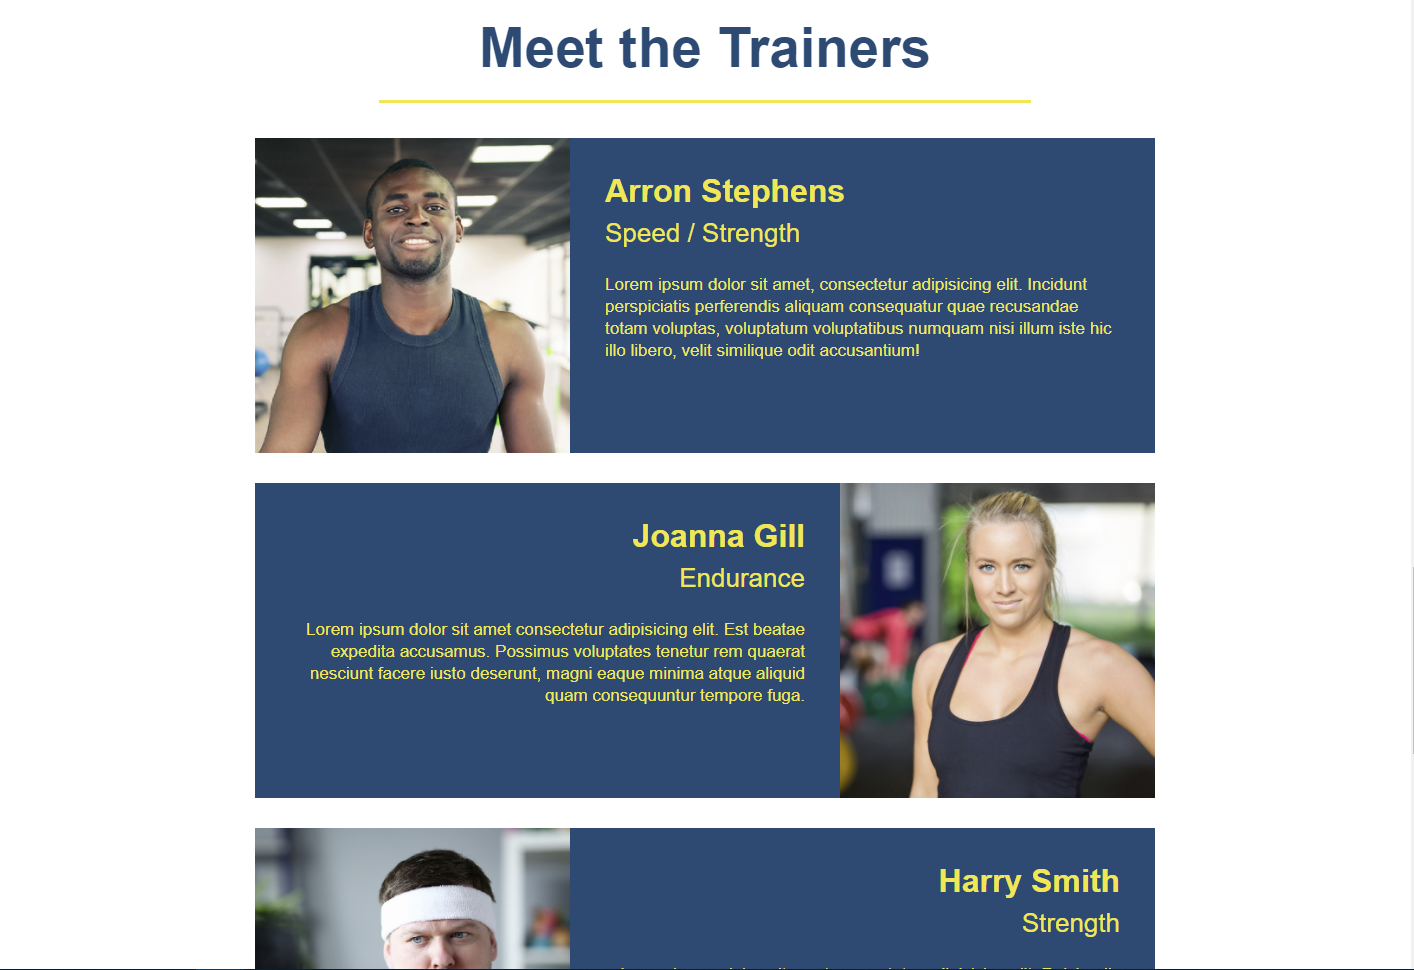 Meet the Trainers
Arron Stephens
Speed / Strength
Lorem ipsum dolor sit amet, consectetur adipisicing elit. Incidunt
perspiciatis perferendis aliquam consequatur quae recusandae
totam voluptas, voluptatum voluptatibus numquam nisi illum iste hic
illo libero, velit similique odit accusantium!
Joanna Gill
Endurance
Lorem ipsum dolor sit amet consectetur adipisicing elit. Est beatae
expedita accusamus. Possimus voluptates tenetur rem quaerat
nesciunt facere iusto deserunt, magni eaque minima atque aliquid
quam consequuntur tempore fuga.
Harry Smith
Strength